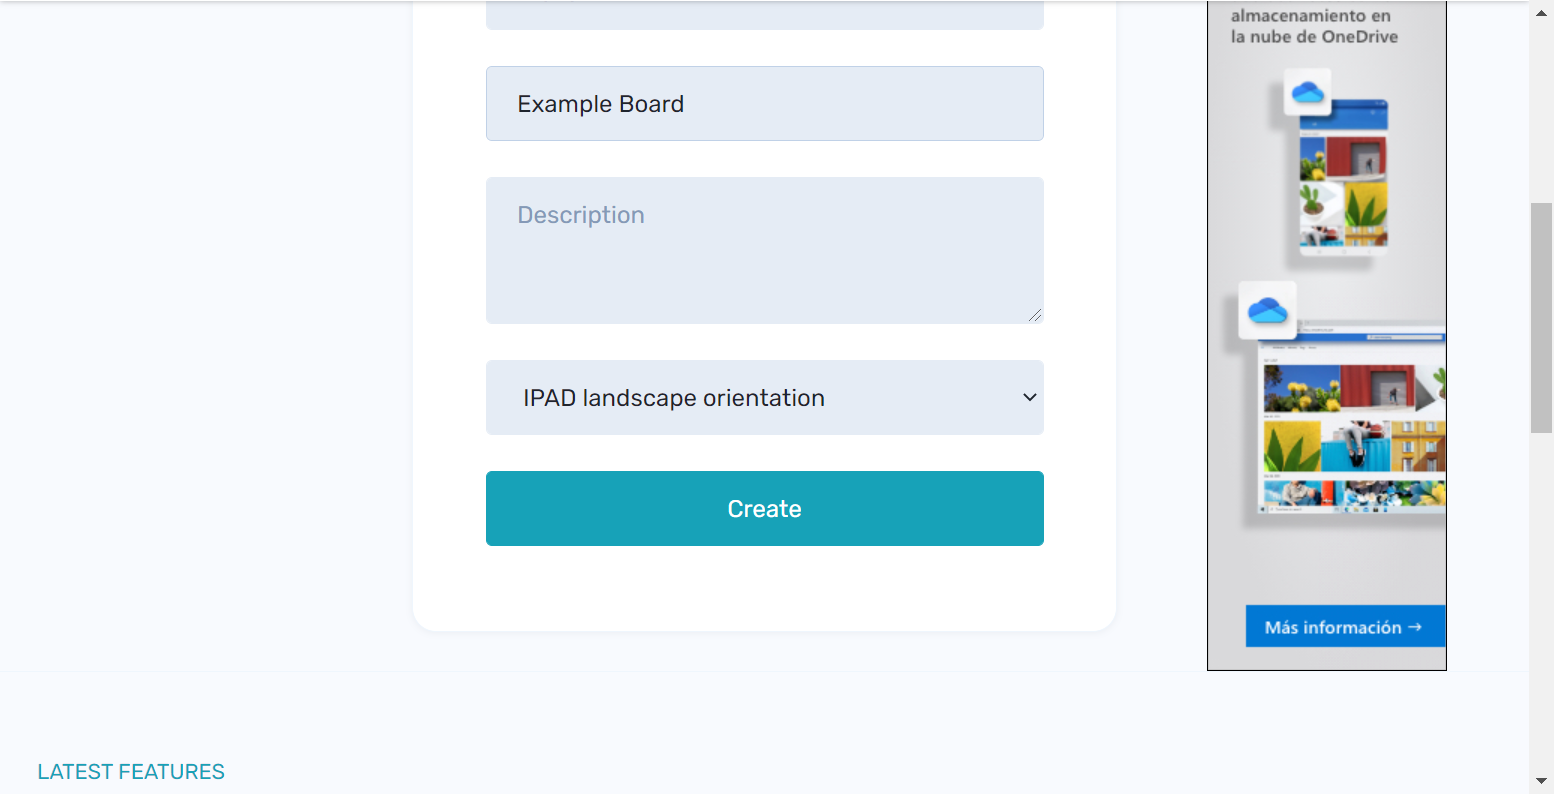 Example Board
Description
IPAD landscape orientation
Create
LATEST FEATURES
almacenamiento en
la nube de OneDrive
Más información →